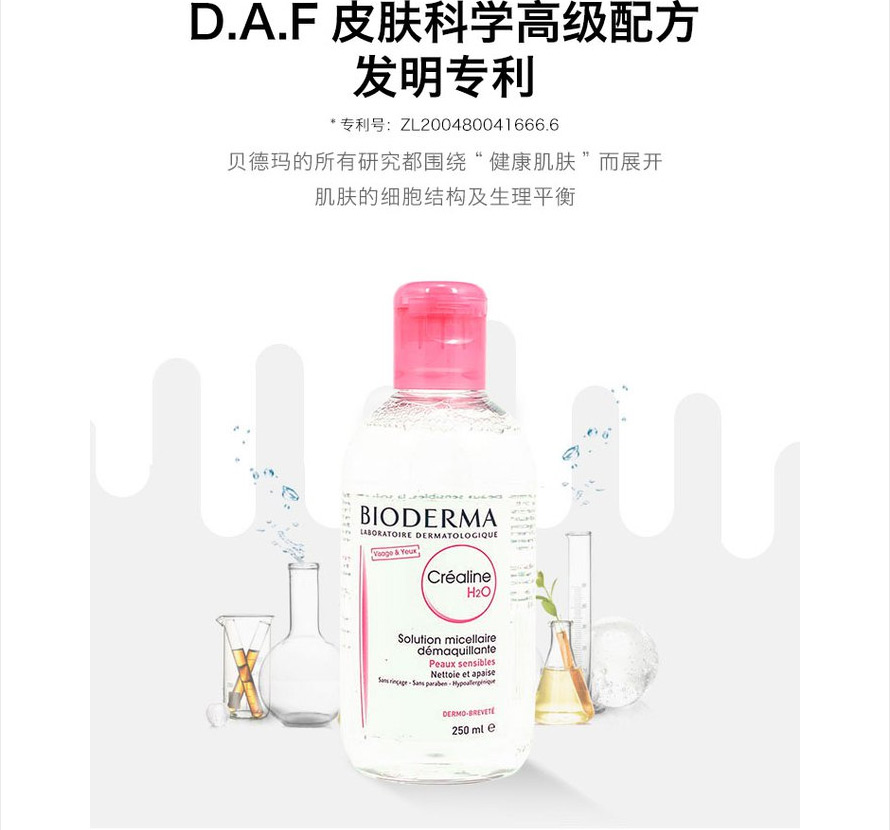 D.A.F 皮肤科学高级配方
发明专利
*专利号：ZL200480041666.6
贝德玛的所有研究都围绕“健康肌肤”而展开
肌肤的细胞结构及生理平衡
BIODERMA
LABORATOIRE DERMATOLOGIQUE
Visage & Yeux
Créaline
H2O
Solution micellaire
démaquillante
Peaux sensibles
Nettoie et apaise
Sans rinçage - Sans paraben - Hypoallergénique
DERMO-BREVETÉ
250 ml e